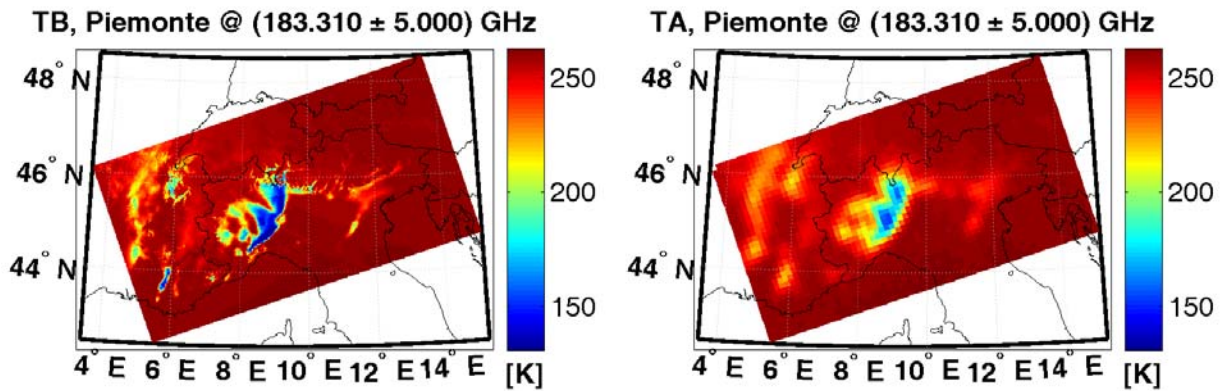 TB, Piemonte @ (183.310 ± 5.000) GHz
48° N
46° N
44° N
4° E 6° E 8° E 10° E 12° E 14° E
250
200
150
[K]
TA, Piemonte @ (183.310 ± 5.000) GHz
48° N
46° N
44° N
4° E 6° E 8° E 10° E 12° E 14° E
250
200
150
[K]